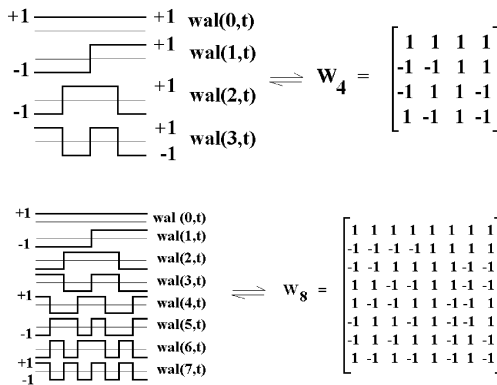 +1 +1 wal(0,t)
+1 wal(1,t)
-1
+1 wal(2,t)
-1
+1 wal(3,t)
-1
W4 =
1 1 1 1
-1 -1 1 1
-1 1 1 -1
1 -1 1 -1
+1 wal (0,t)
wal(1,t)
-1
wal(2,t)
wal(3,t)
+1 wal(4,t)
wal(5,t)
-1
wal(6,t)
+1 wal(7,t)
-1
W8 =
1 1 1 1 1 1 1 1
-1 -1 -1 -1 1 1 1 1
-1 -1 1 1 1 1 -1 -1
1 1 -1 -1 1 1 -1 -1
1 -1 -1 1 1 -1 -1 1
-1 1 1 -1 1 -1 -1 1
-1 1 -1 1 1 -1 1 -1
1 -1 1 -1 1 -1 1 -1